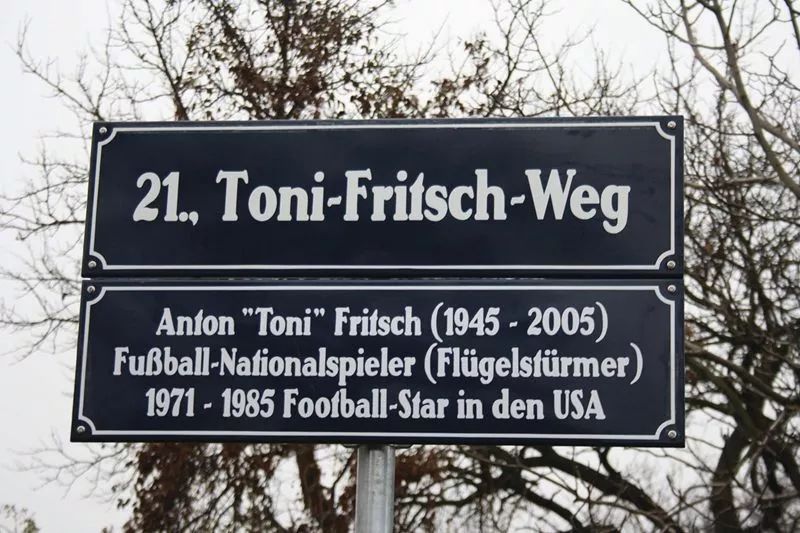 21., Toni-Fritsch-Weg
Anton "Toni" Fritsch (1945 - 2005)
Fußball-Nationalspieler (Flügelstürmer)
1971 - 1985 Football-Star in den USA